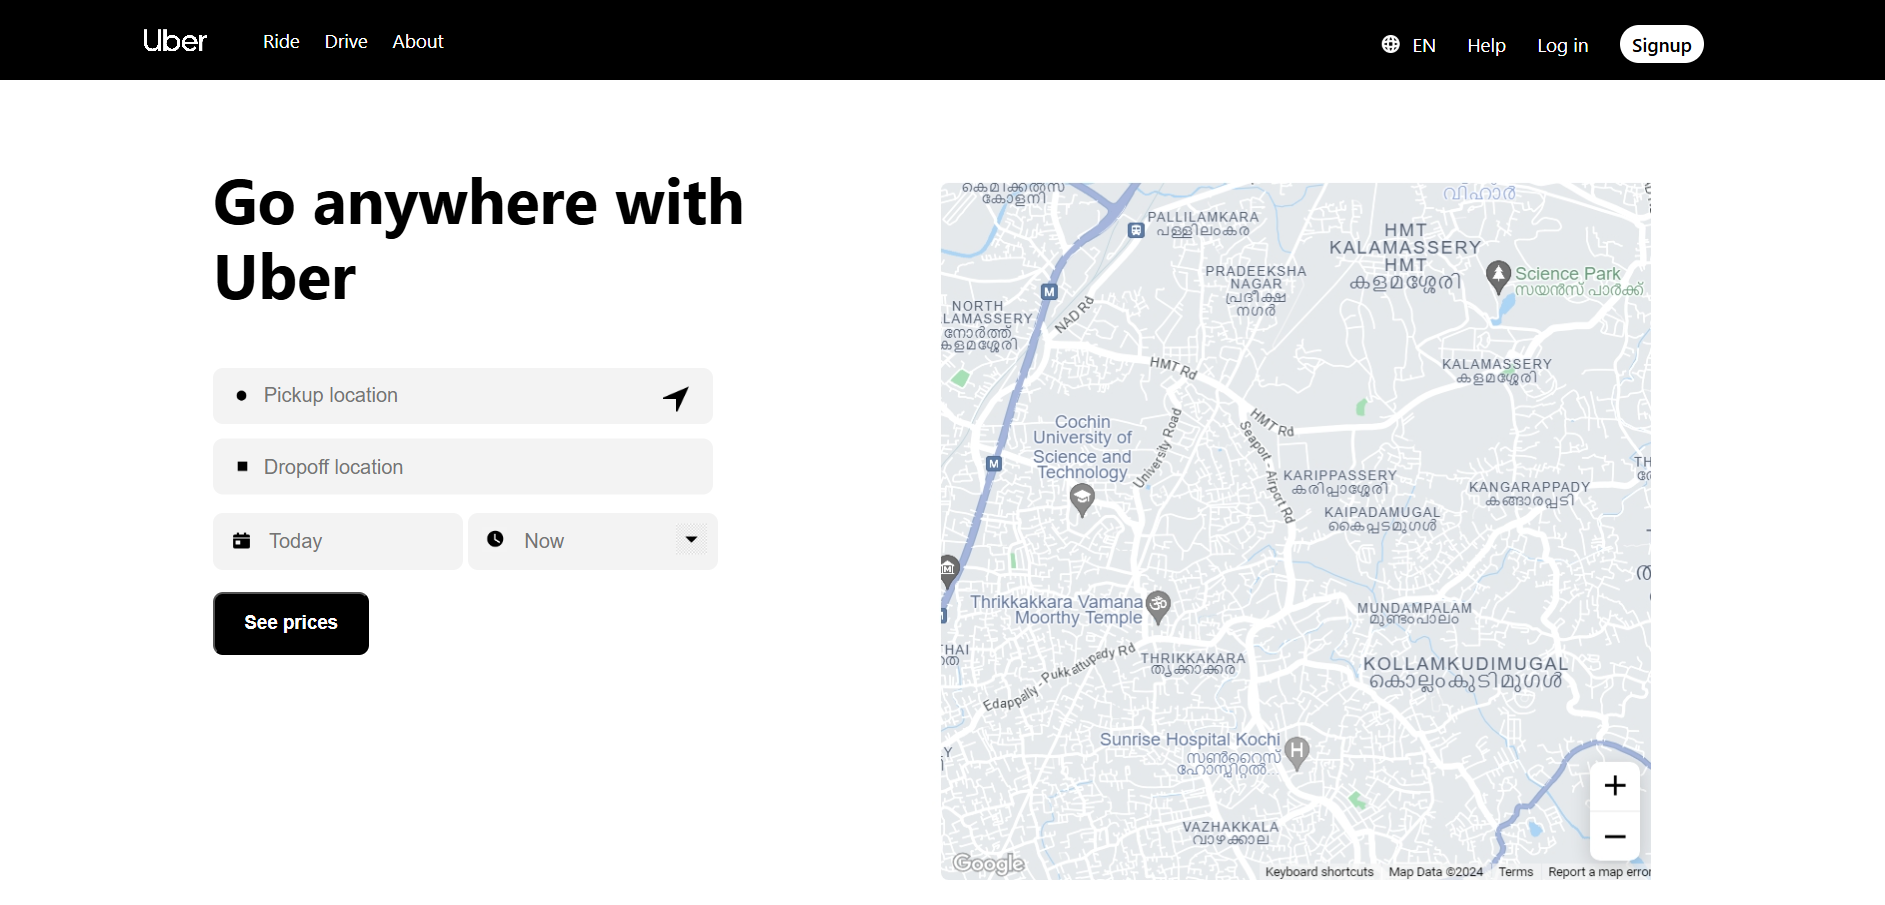 Uber
Ride Drive About
EN Help Log in Signup
Go anywhere with
Uber
Pickup location
Dropoff location
Today
Now
See prices
കോളനി
വിഹാർ
PALLILAMKARA
പള്ളിലംകര
HMT
KALAMASSERY
HMT
കളമശ്ശേരി
PRADEEKSHA
NAGAR
പ്രദീക്ഷ
നഗർ
Science Park
സയൻസ് പാർക്ക്
NORTH
LAMASSERY
നോർത്ത്
കളമശ്ശേരി
NAD Rd
HMT Rd
KALAMASSERY
കളമശ്ശേരി
Cochin
University of
Science and
Technology
University Road
HMT Rd
Seaport - Airport Rd
KARIPPASSERY
കരിപ്പാശ്ശേരി
KANGARAPPADY
കങ്ങാരപ്പടി
KAIPADAMUGAL
കൈപ്പടമുഗൾ
Thrikkakkara Vamana
Moorthy Temple
MUNDAMPALAM
മുണ്ടംപാലം
THAI
Edappally - Pukkattupady Rd
THRIKKAKARA
തൃക്കാക്കര
KOLLAMKUDIMUGAL
കൊല്ലംകുടിമുഗൾ
Sunrise Hospital Kochi
സൺറൈസ്
ഹോസ്പിറ്റൽ...
VAZHAKKALA
വാഴക്കാല
Google
Keyboard shortcuts Map Data ©2024 Terms Report a map error